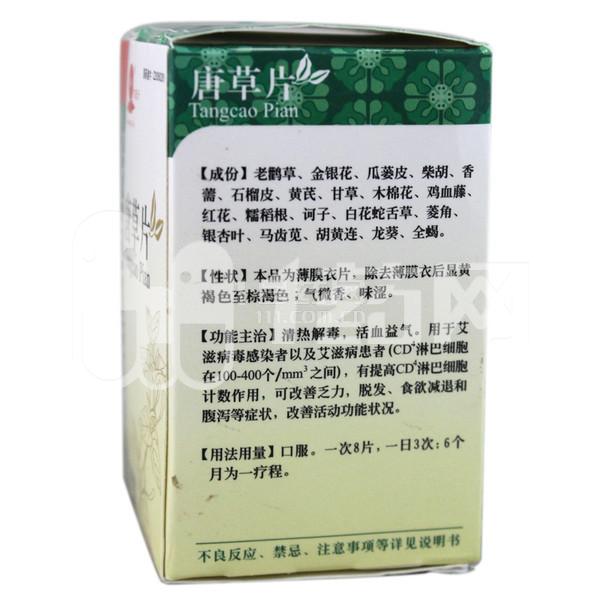 唐草片
Tangcao Pian
【成份】老鹳草、金银花、瓜蒌皮、柴胡、香
薷、石榴皮、黄芪、甘草、木棉花、鸡血藤、
红花、糯稻根、诃子、白花蛇舌草、菱角、
银杏叶、马齿苋、胡黄连、龙葵、全蝎。
【性状】本品为薄膜衣片，除去薄膜衣后显黄
褐色至棕褐色；气微香、味涩。
【功能主治】清热解毒，活血益气。用于艾
滋病毒感染者以及艾滋病患者(CD⁴淋巴细胞
在100-400个/mm³之间)，有提高CD⁴淋巴细胞
计数作用，可改善乏力，脱发、食欲减退和
腹泻等症状，改善活动功能状况。
【用法用量】口服。一次8片，一日3次；6个
月为一疗程。
不良反应、禁忌、注意事项等详见说明书
草片
Pian